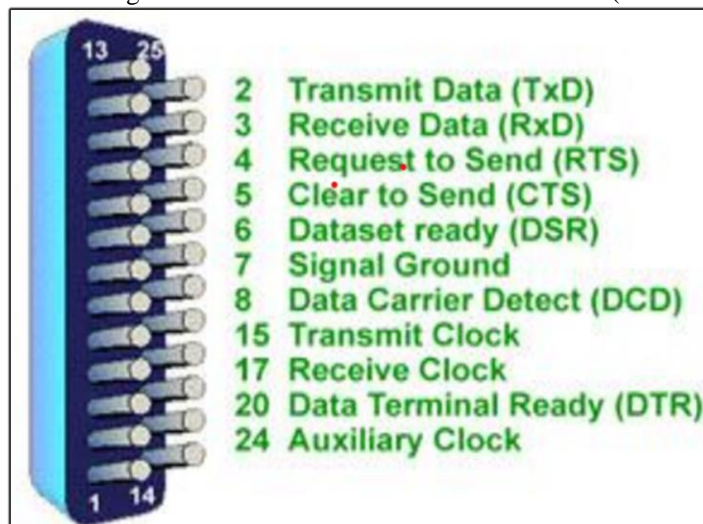 13 25
2 Transmit Data (TxD)
3 Receive Data (RxD)
4 Request to Send (RTS)
5 Clear to Send (CTS)
6 Dataset ready (DSR)
7 Signal Ground
8 Data Carrier Detect (DCD)
15 Transmit Clock
17 Receive Clock
20 Data Terminal Ready (DTR)
24 Auxiliary Clock
1 14